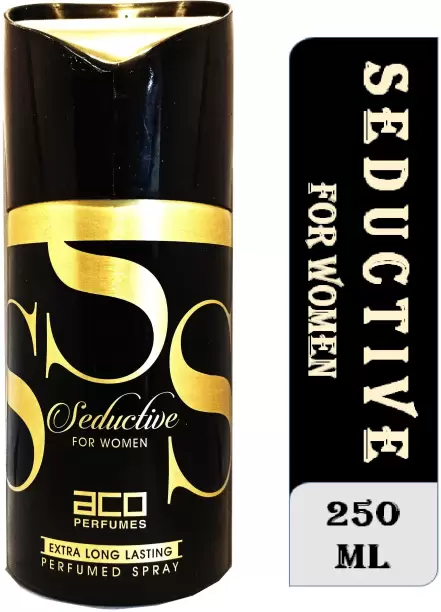 S S S
Seductive
FOR WOMEN
aco
PERFUMES
EXTRA LONG LASTING
PERFUMED SPRAY
SEDUCTIVE
FOR WOMEN
250
ML